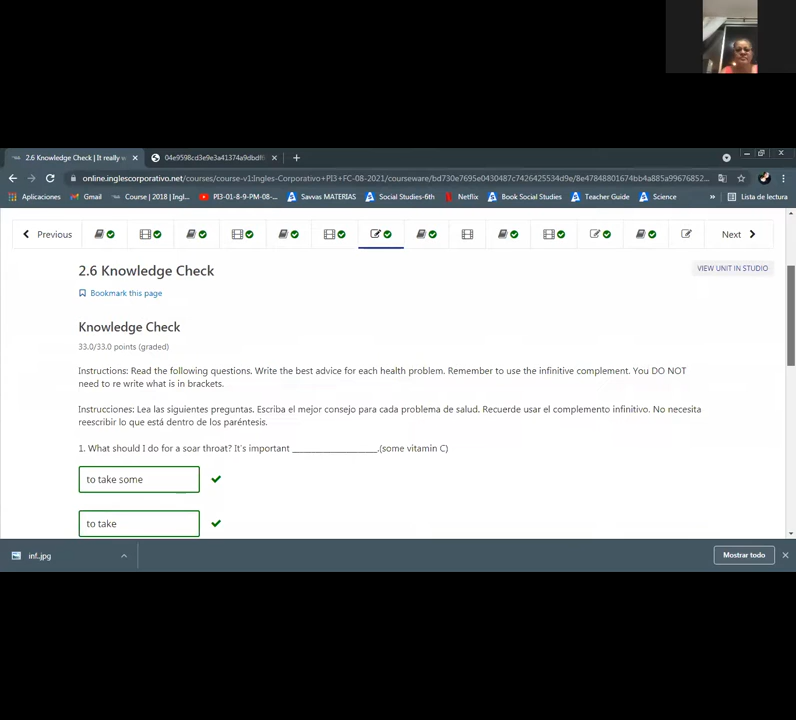 2.6 Knowledge Check | It really w
04e9598cd3e9e3a41374a9dbdf
online.inglescorporativo.net/courses/course-v1:Ingles-Corporativo+PI3+FC-08-2021/courseware/bd730e7695e0430487c7426425534d9e/8e47848801674bb4a885a99676852...
Aplicaciones Gmail Course | 2018 | Ingl... PI3-01-8-9-PM-08-... Savvas MATERIAS Social Studies-6th Netflix Book Social Studies Teacher Guide Science » Lista de lectura
Previous Next
2.6 Knowledge Check
VIEW UNIT IN STUDIO
Bookmark this page
Knowledge Check
33.0/33.0 points (graded)
Instructions: Read the following questions. Write the best advice for each health problem. Remember to use the infinitive complement. You DO NOT
need to re write what is in brackets.
Instrucciones: Lea las siguientes preguntas. Escriba el mejor consejo para cada problema de salud. Recuerde usar el complemento infinitivo. No necesita
reescribir lo que está dentro de los paréntesis.
1. What should I do for a soar throat? It's important ____________________.(some vitamin C)
to take some
to take
inf.jpg
Mostrar todo